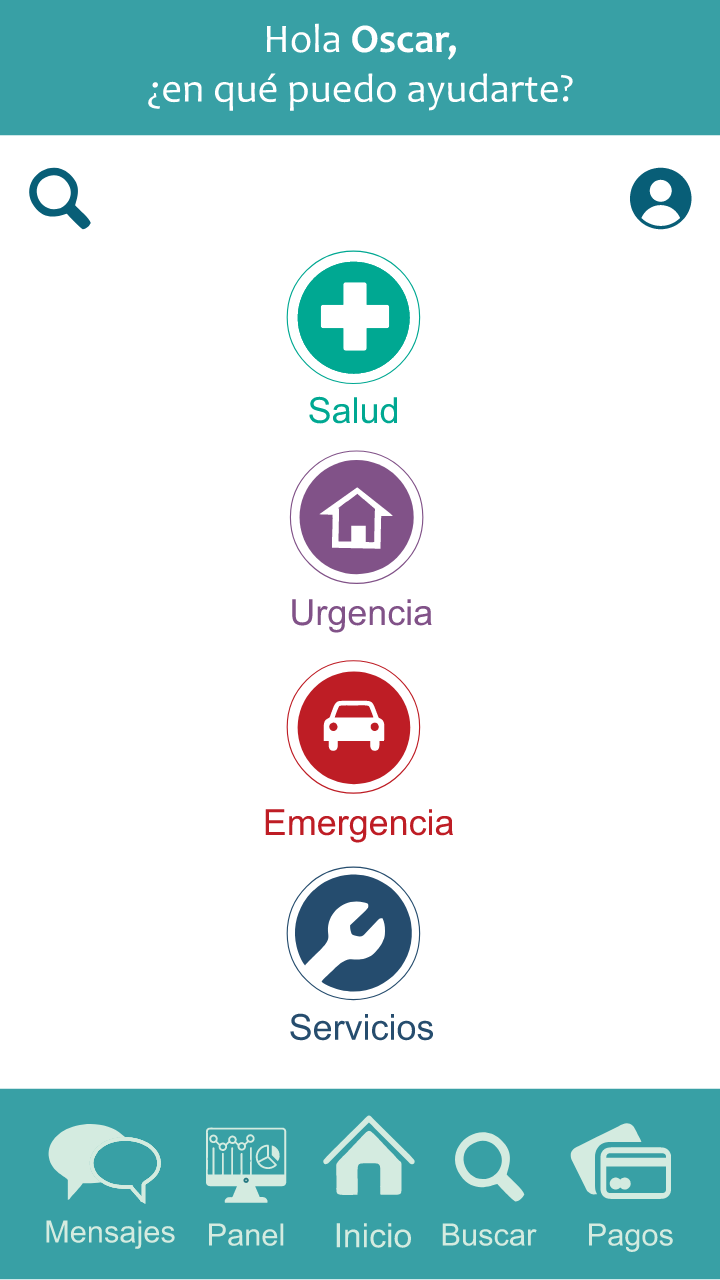 Hola Oscar,
¿en qué puedo ayudarte?
Salud
Urgencia
Emergencia
Servicios
Mensajes Panel Inicio Buscar Pagos